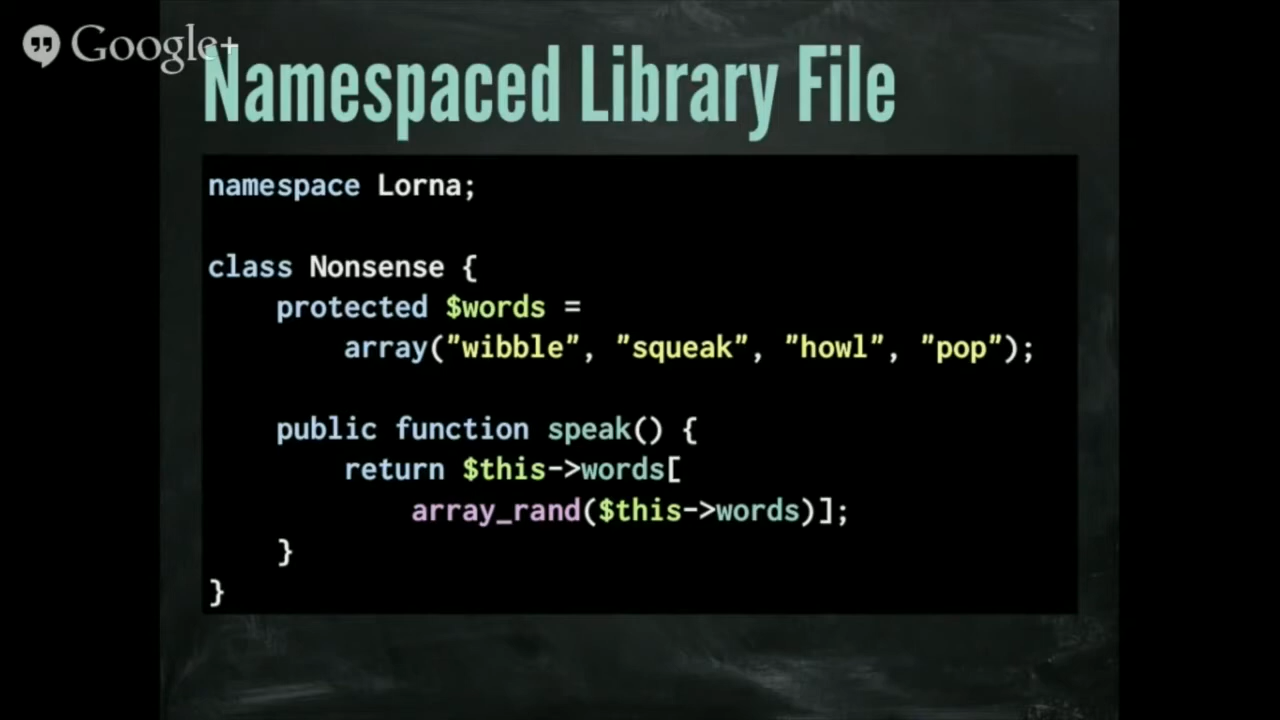 Google+
Namespaced Library File
namespace Lorna;
class Nonsense {
    protected $words =
        array("wibble", "squeak", "howl", "pop");
    public function speak() {
        return $this->words[
            array_rand($this->words)];
    }
}